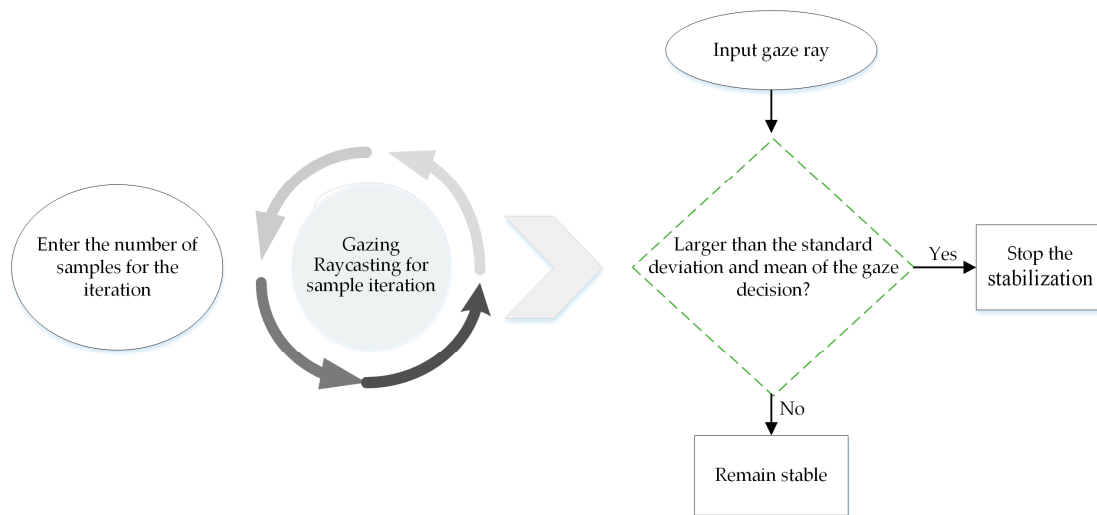 Enter the number of
samples for the
iteration
Gazing
Raycasting for
sample iteration
Input gaze ray
Larger than the standard
deviation and mean of the gaze
decision?
Yes
Stop the
stabilization
No
Remain stable